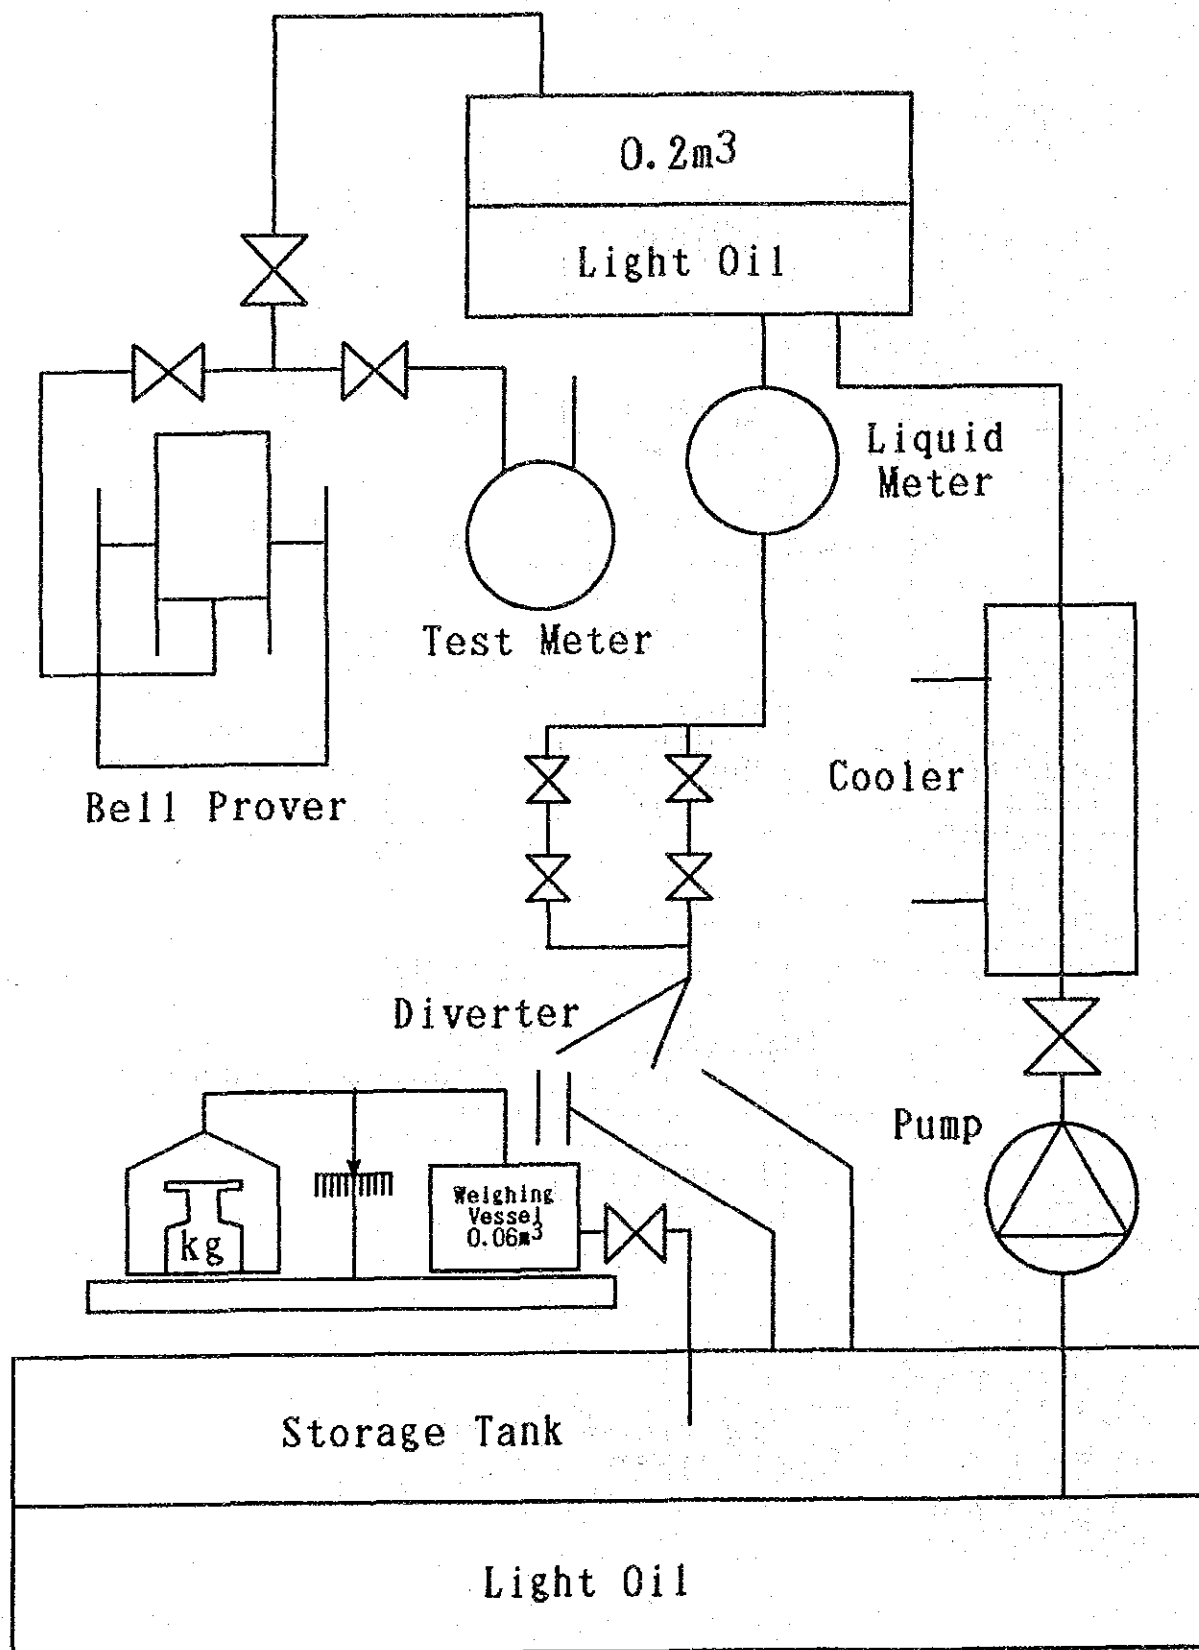 0.2m3
Light Oil
Liquid
Meter
Test Meter
Cooler
Bell Prover
Diverter
Pump
Weighing
Vessel
0.06m3
kg
Storage Tank
Light Oil